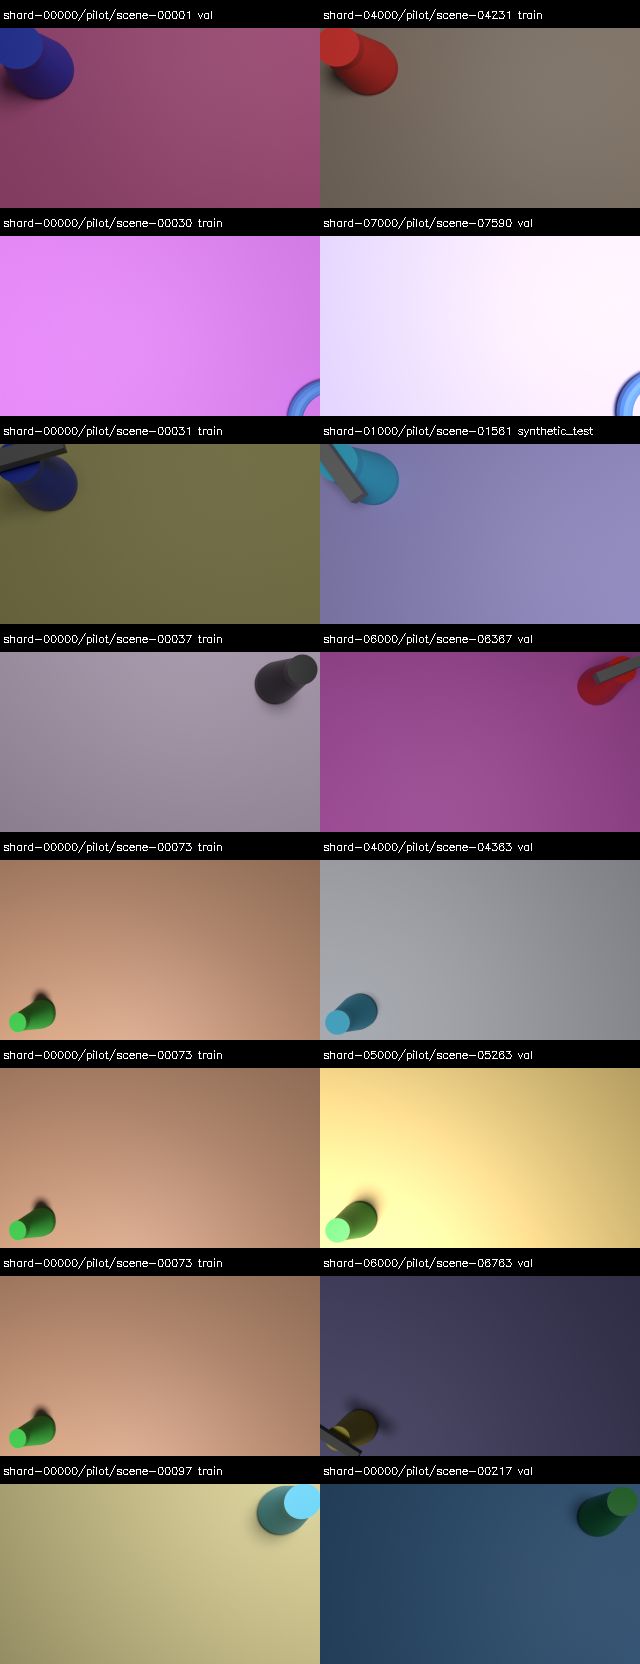 shard-00000/pilot/scene-00001 val
shard-04000/pilot/scene-04231 train
shard-00000/pilot/scene-00030 train
shard-07000/pilot/scene-07590 val
shard-00000/pilot/scene-00031 train
shard-01000/pilot/scene-01561 synthetic_test
shard-00000/pilot/scene-00037 train
shard-06000/pilot/scene-06367 val
shard-00000/pilot/scene-00073 train
shard-04000/pilot/scene-04363 val
shard-00000/pilot/scene-00073 train
shard-05000/pilot/scene-05263 val
shard-00000/pilot/scene-00073 train
shard-06000/pilot/scene-06763 val
shard-00000/pilot/scene-00097 train
shard-00000/pilot/scene-00217 val